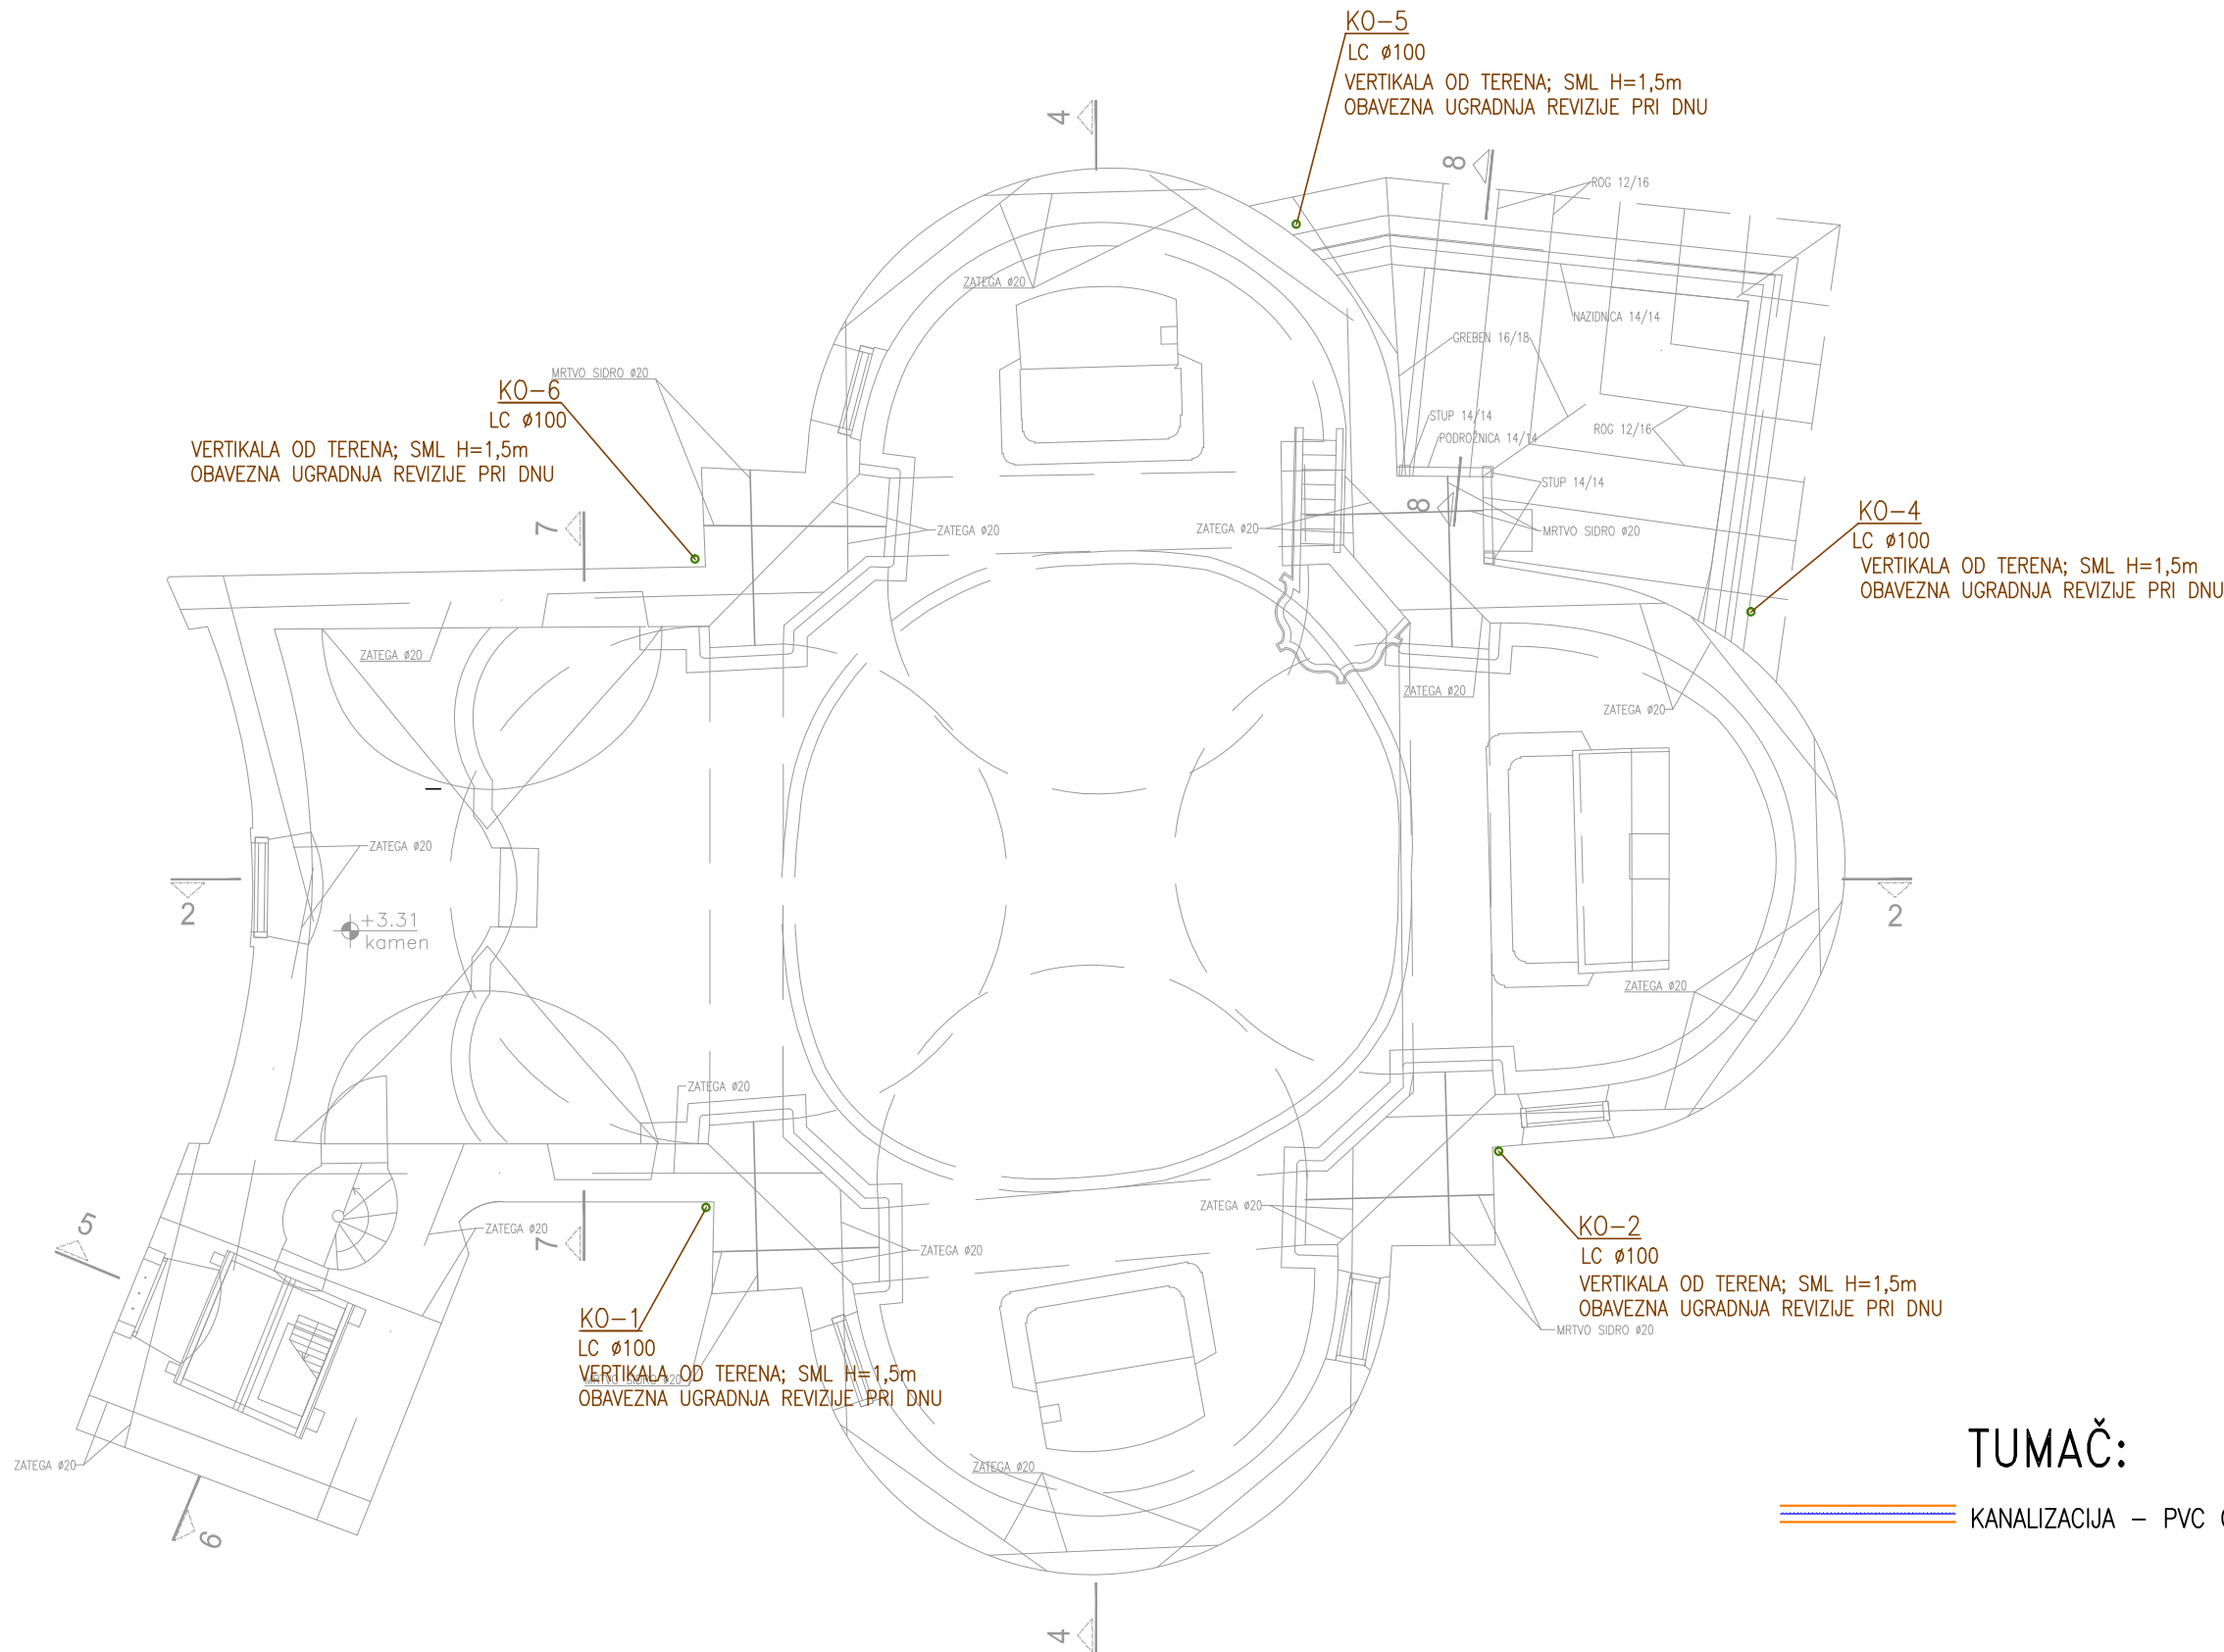 KO-5
LC ø100
VERTIKALA OD TERENA; SML H=1,5m
OBAVEZNA UGRADNJA REVIZIJE PRI DNU
4
8
ROG 12/16
ZATEGA ø20
NAZIDNICA 14/14
GREBEN 16/18
MRTVO SIDRO ø20
KO-6
LC ø100
VERTIKALA OD TERENA; SML H=1,5m
OBAVEZNA UGRADNJA REVIZIJE PRI DNU
STUP 14/14
PODROŽNICA 14/14
ROG 12/16
STUP 14/14
8
7
ZATEGA ø20
ZATEGA ø20
MRTVO SIDRO ø20
KO-4
LC ø100
VERTIKALA OD TERENA; SML H=1,5m
OBAVEZNA UGRADNJA REVIZIJE PRI DNU
ZATEGA ø20
ZATEGA ø20
ZATEGA ø20
ZATEGA ø20
2
2
+3.31
kamen
ZATEGA ø20
ZATEGA ø20
ZATEGA ø20
5
ZATEGA ø20
7
ZATEGA ø20
KO-2
LC ø100
VERTIKALA OD TERENA; SML H=1,5m
OBAVEZNA UGRADNJA REVIZIJE PRI DNU
MRTVO SIDRO ø20
KO-1
LC ø100
VERTIKALA OD TERENA; SML H=1,5m
MRTVO SIDRO ø20
OBAVEZNA UGRADNJA REVIZIJE PRI DNU
ZATEGA ø20
ZATEGA ø20
6
4
TUMAČ:
KANALIZACIJA - PVC